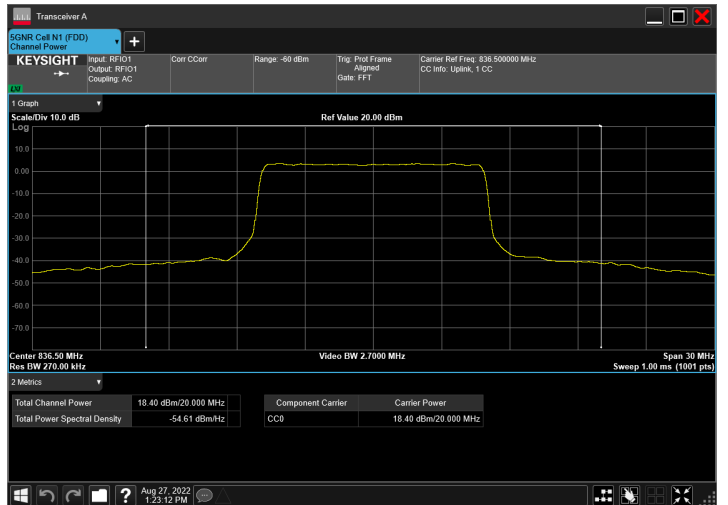 Transceiver A
5GNR Cell N1 (FDD)
Channel Power
KEYSIGHT
LXI
Input: RFIO1
Output: RFIO1
Coupling: AC
Corr CCorr
Range: -60 dBm
Trig: Prot Frame
Aligned
Gate: FFT
Carrier Ref Freq: 836.500000 MHz
CC Info: Uplink, 1 CC
1 Graph
Scale/Div 10.0 dB
Ref Value 20.00 dBm
Log
10.0
0.00
-10.0
-20.0
-30.0
-40.0
-50.0
-60.0
-70.0
Center 836.50 MHz
Video BW 2.7000 MHz
Span 30 MHz
Res BW 270.00 kHz
Sweep 1.00 ms (1001 pts)
2 Metrics
Total Channel Power 18.40 dBm/20.000 MHz
Total Power Spectral Density -54.61 dBm/Hz
Component Carrier Carrier Power
CC0 18.40 dBm/20.000 MHz
?
Aug 27, 2022
1:23:12 PM